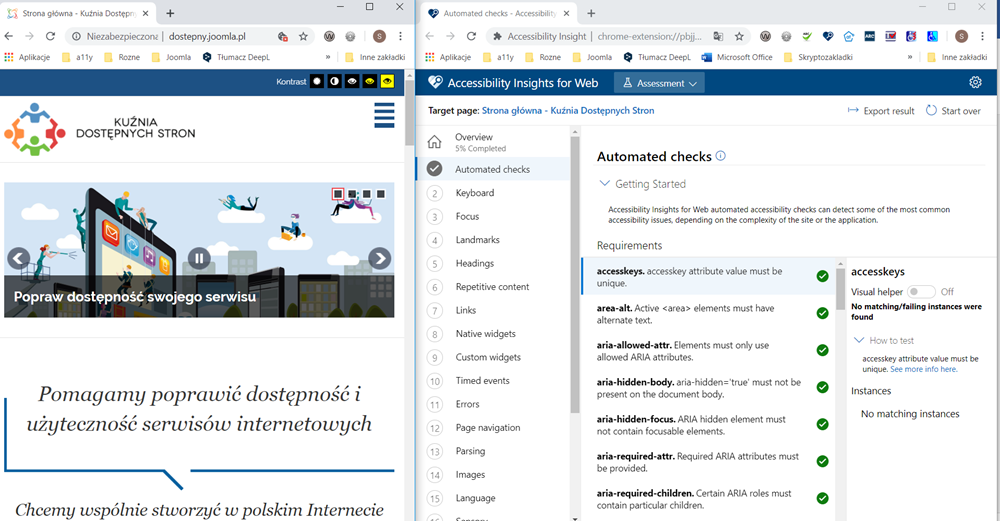 Strona główna - Kuźnia Dostępny
Niezabezpieczona
dostepny.joomla.pl
S
Aplikacje
a11y
Rozne
Joomla
Tłumacz DeepL
Inne zakładki
Kontrast
KUŹNIA
DOSTĘPNYCH STRON
Popraw dostępność swojego serwisu
Pomagamy poprawić dostępność i
użyteczność serwisów internetowych
Chcemy wspólnie stworzyć w polskim Internecie
Automated checks - Accessibility
Accessibility Insight | chrome-extension://pbjj...
ARC
S
Aplikacje
a11y
Rozne
Joomla
Tłumacz DeepL
Microsoft Office
Skryptozakładki
Inne zakładki
Accessibility Insights for Web
Assessment
Target page: Strona główna - Kuźnia Dostępnych Stron
Export result
Start over
Overview
5% Completed
Automated checks
2 Keyboard
3 Focus
4 Landmarks
5 Headings
6 Repetitive content
7 Links
8 Native widgets
9 Custom widgets
10 Timed events
11 Errors
12 Page navigation
13 Parsing
14 Images
15 Language
Automated checks
Getting Started
Accessibility Insights for Web automated accessibility checks can detect some of the most common
accessibility issues, depending on the complexity of the site or the application.
Requirements
accesskeys. accesskey attribute value must be
unique.
area-alt. Active <area> elements must have
alternate text.
aria-allowed-attr. Elements must only use
allowed ARIA attributes.
aria-hidden-body. aria-hidden='true' must not be
present on the document body.
aria-hidden-focus. ARIA hidden element must
not contain focusable elements.
aria-required-attr. Required ARIA attributes must
be provided.
aria-required-children. Certain ARIA roles must
contain particular children.
accesskeys
Visual helper Off
No matching/failing instances were
found
How to test
accesskey attribute value must be
unique. See more info here.
Instances
No matching instances